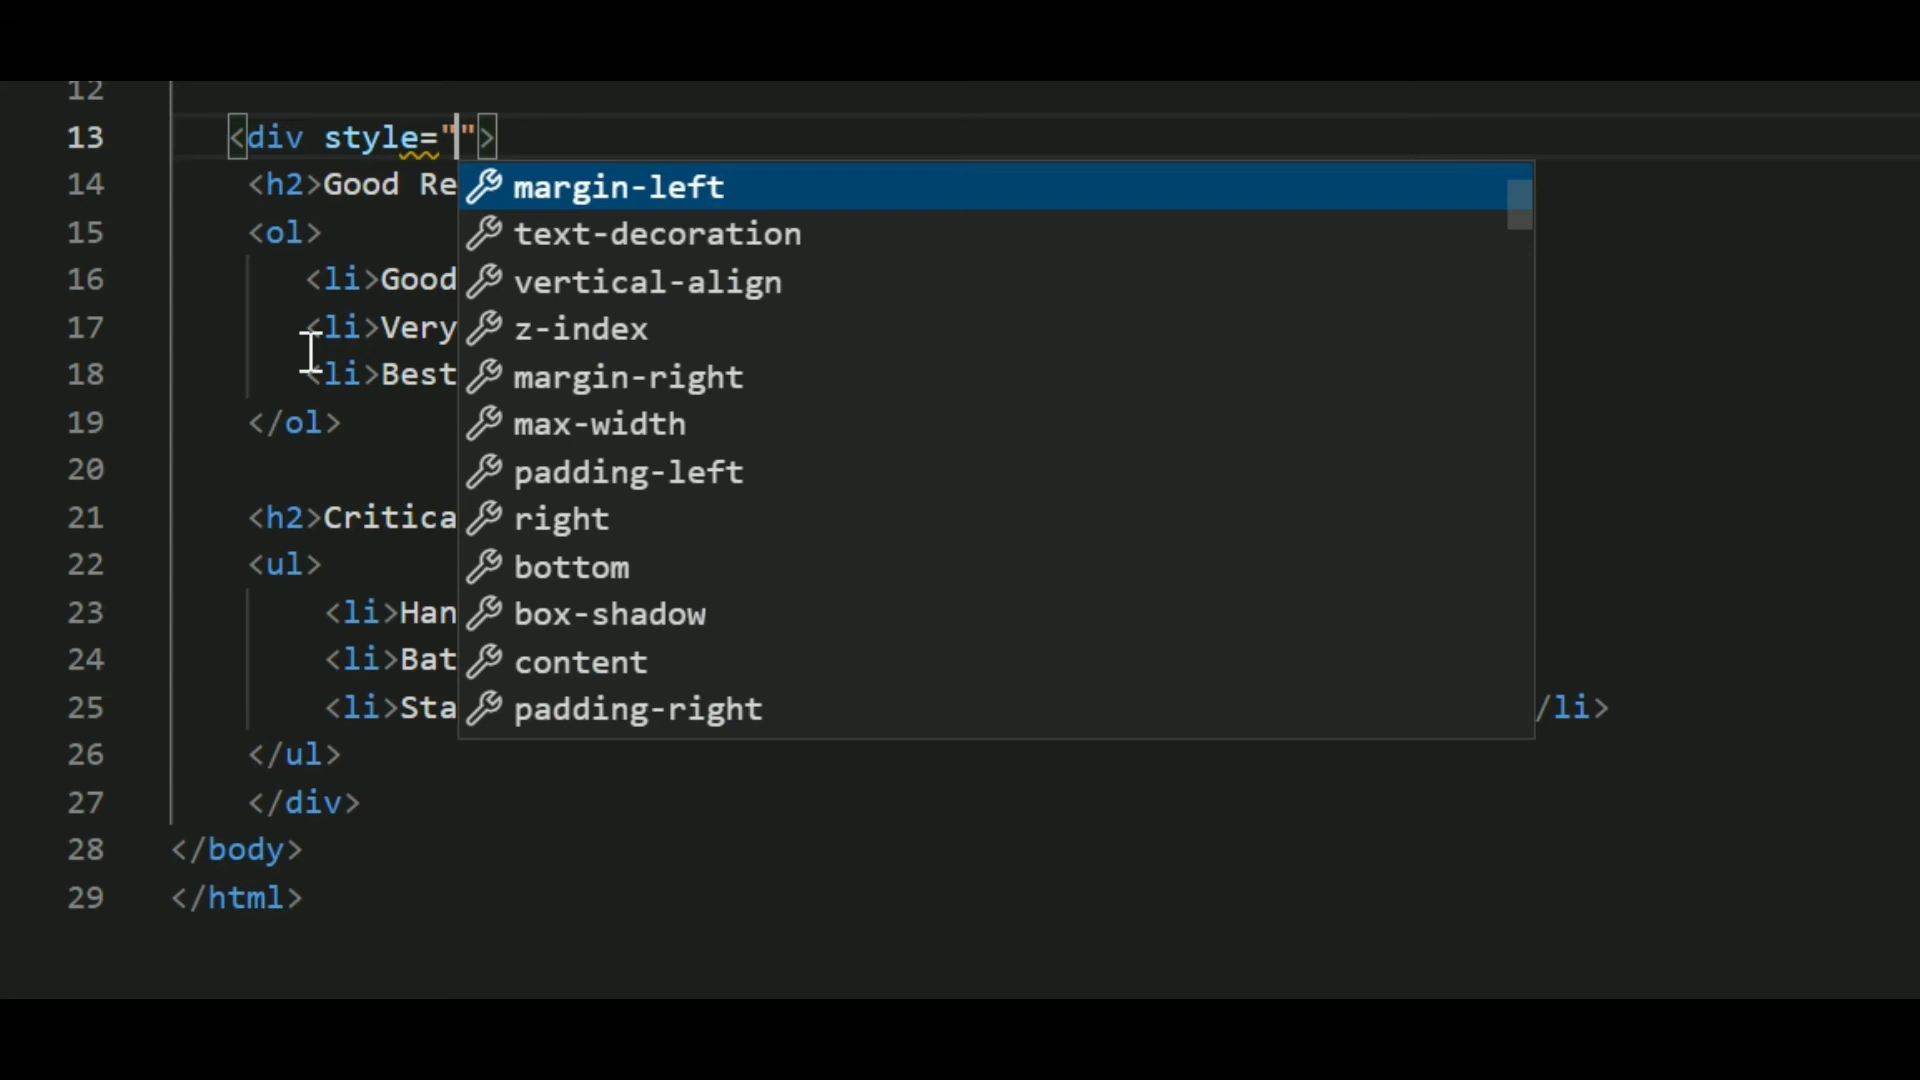 12
13 <div style="">
14 <h2>Good Re
margin-left
text-decoration
15 <ol>
16 <li>Good
vertical-align
17 <li>Very
z-index
18 <li>Best
margin-right
19 </ol>
max-width
20
padding-left
21 <h2>Critica
right
22 <ul>
bottom
23 <li>Han
box-shadow
24 <li>Bat
content
25 <li>Sta
padding-right
/li>
26 </ul>
27 </div>
28 </body>
29 </html>